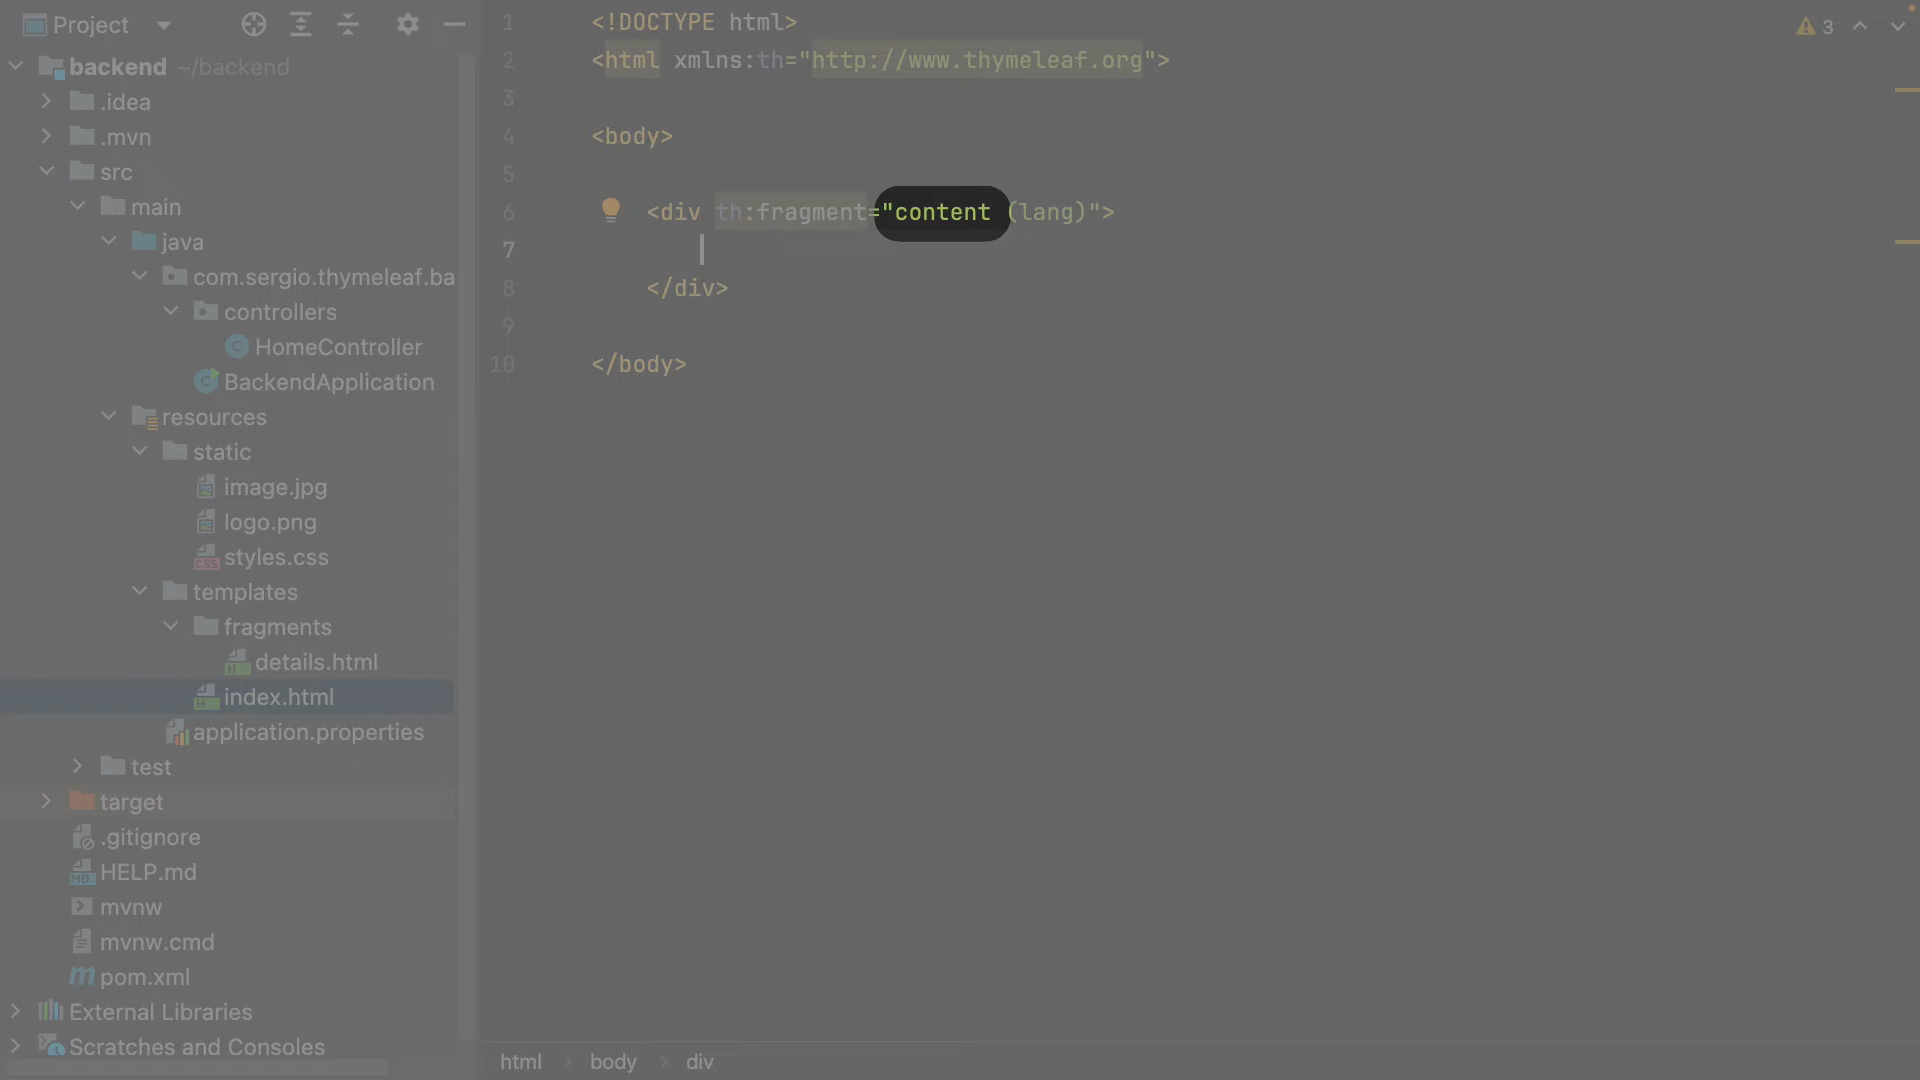 Project
backend ~/backend
.idea
.mvn
src
main
java
com.sergio.thymeleaf.ba
controllers
HomeController
BackendApplication
resources
static
image.jpg
logo.png
styles.css
templates
fragments
details.html
index.html
application.properties
test
target
.gitignore
HELP.md
mvnw
mvnw.cmd
pom.xml
External Libraries
Scratches and Consoles
1 <!DOCTYPE html>
2 <html xmlns:th="http://www.thymeleaf.org">
3
4 <body>
5
6 <div th:fragment="content (lang)">
7
8 </div>
9
10 </body>
3
html > body > div